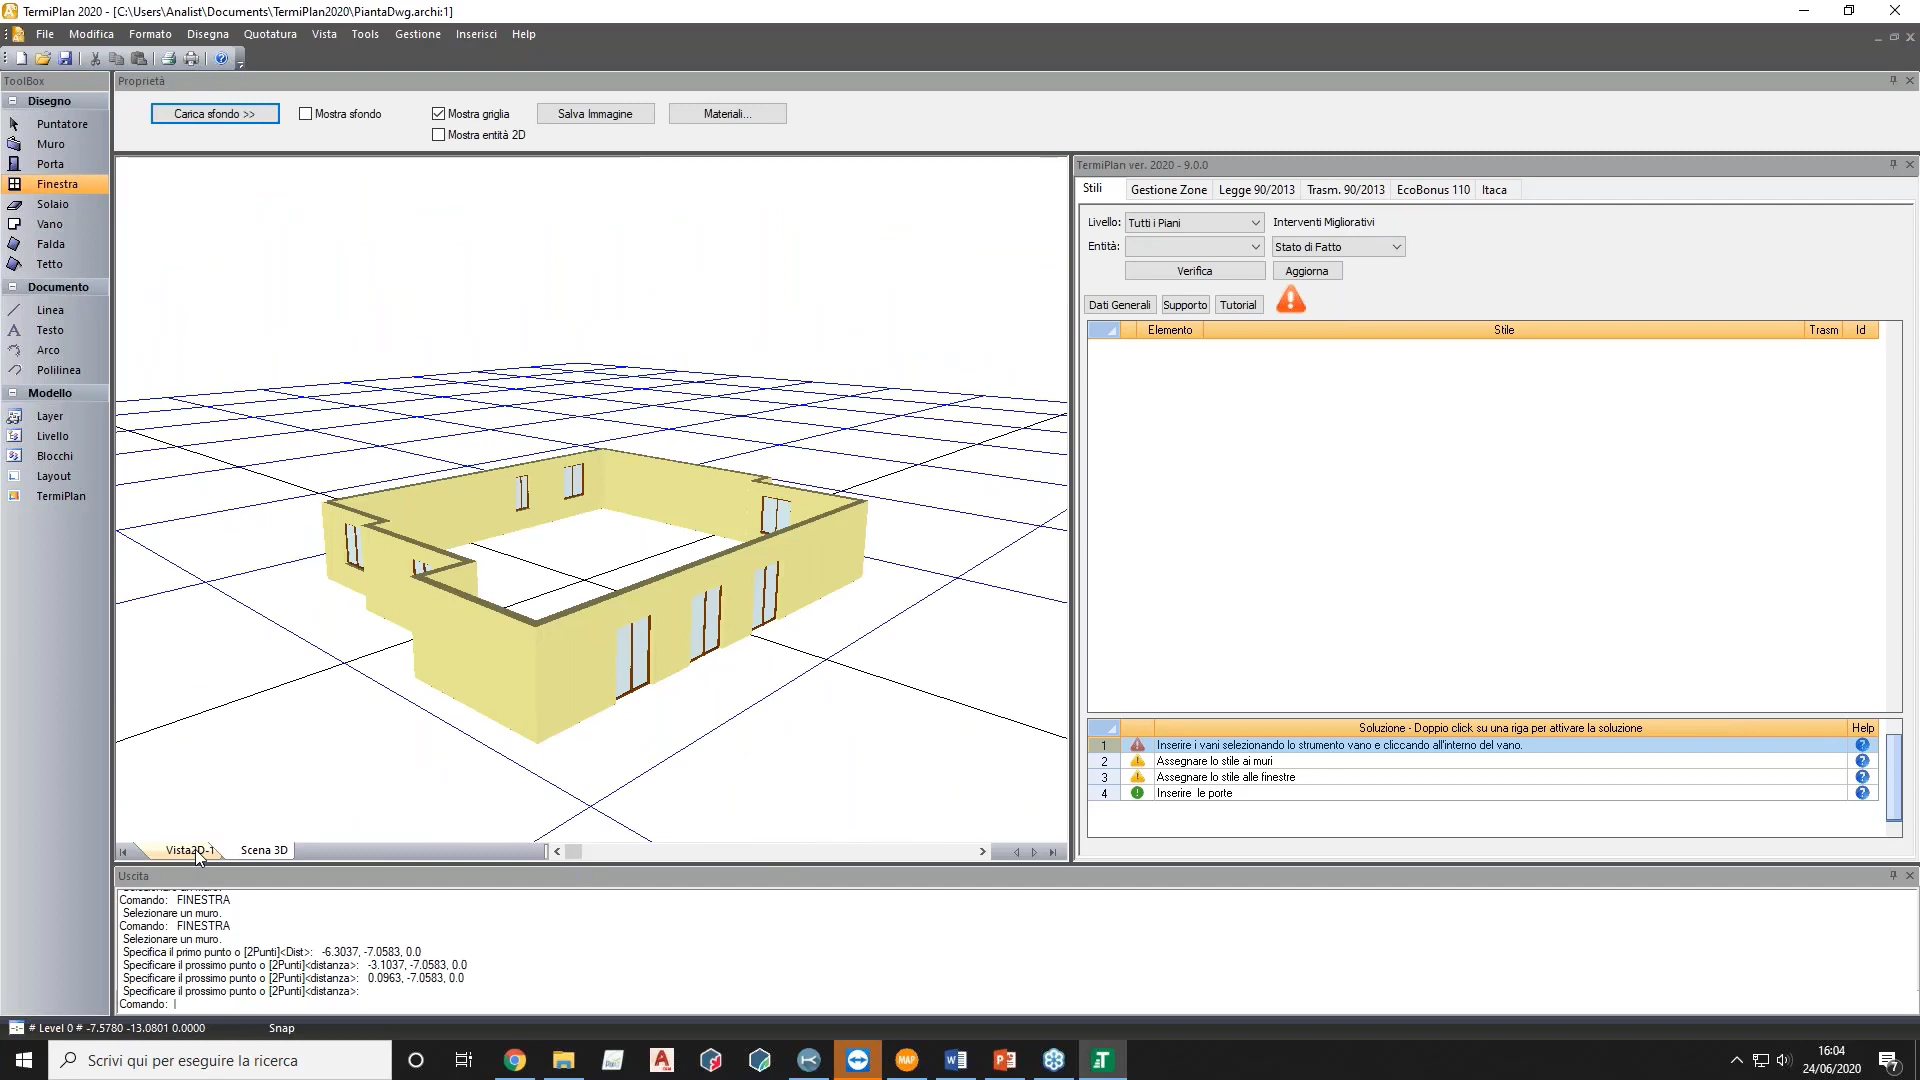 TermiPlan 2020 - [C:\Users\Analist\Documents\TermiPlan2020\PiantaDwg.archi:1]
File Modifica Formato Disegna Quotatura Vista Tools Gestione Inserisci Help
ToolBox
Disegno
Puntatore
Muro
Porta
Finestra
Solaio
Vano
Falda
Tetto
Documento
Linea
Testo
Arco
Polilinea
Modello
Layer
Livello
Blocchi
Layout
TermiPlan
Proprietà
Carica sfondo >> Mostra sfondo Mostra griglia Salva Immagine Materiali...
Mostra entità 2D
Vista2D-1 Scena 3D
TermiPlan ver. 2020 - 9.0.0
Stili Gestione Zone Legge 90/2013 Trasm. 90/2013 EcoBonus 110 Itaca
Livello: Tutti i Piani Interventi Migliorativi
Entità: Stato di Fatto
Verifica Aggiorna
Dati Generali Supporto Tutorial
Elemento Stile Trasm Id
Soluzione - Doppio click su una riga per attivare la soluzione Help
1 Inserire i vani selezionando lo strumento vano e cliccando all'interno del vano.
2 Assegnare lo stile ai muri
3 Assegnare lo stile alle finestre
4 Inserire le porte
Uscita
Comando: FINESTRA
Selezionare un muro.
Comando: FINESTRA
Selezionare un muro.
Specifica il primo punto o [2Punti]<Dist>: -6.3037, -7.0583, 0.0
Specificare il prossimo punto o [2Punti]<distanza>: -3.1037, -7.0583, 0.0
Specificare il prossimo punto o [2Punti]<distanza>: 0.0963, -7.0583, 0.0
Specificare il prossimo punto o [2Punti]<distanza>:
Comando:
# Level 0 # -7.5780 -13.0801 0.0000 Snap
Scrivi qui per eseguire la ricerca
MAP
16:04
24/06/2020
7